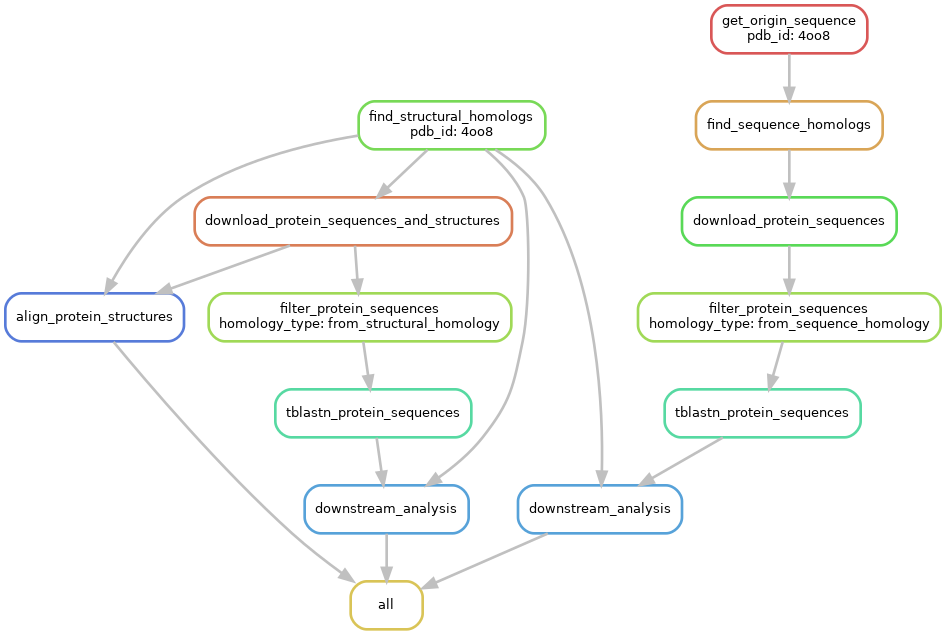 get_origin_sequence
pdb_id: 4oo8
find_structural_homologs
pdb_id: 4oo8
find_sequence_homologs
download_protein_sequences_and_structures
download_protein_sequences
align_protein_structures
filter_protein_sequences
homology_type: from_structural_homology
filter_protein_sequences
homology_type: from_sequence_homology
tblastn_protein_sequences
tblastn_protein_sequences
downstream_analysis
downstream_analysis
all